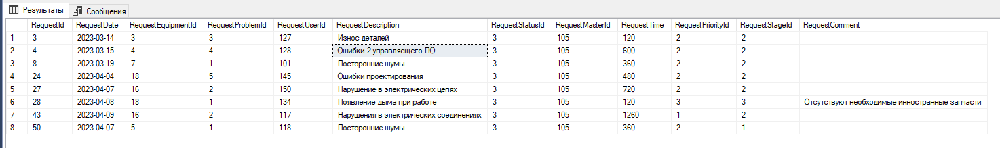 Результаты Сообщения
RequestId RequestDate RequestEquipmentId RequestProblemId RequestUserId RequestDescription RequestStatusId RequestMasterId RequestTime RequestPriorityId RequestStageId RequestComment
1 3 2023-03-14 3 3 127 Износ деталей 3 105 120 2 2
2 4 2023-03-15 4 4 128 Ошибки 2 управляещего ПО 3 105 600 2 2
3 8 2023-03-19 7 1 101 Посторонние шумы 3 105 360 2 2
4 24 2023-04-04 18 5 145 Ошибки проектирования 3 105 480 2 2
5 27 2023-04-07 16 2 150 Нарушение в электрических цепях 3 105 720 2 2
6 28 2023-04-08 18 1 134 Появление дыма при работе 3 105 120 3 3 Отсутствуют необходимые инностранные запчасти
7 43 2023-04-09 16 2 117 Нарушения в электрических соединениях 3 105 1260 1 2
8 50 2023-04-07 5 1 118 Посторонние шумы 3 105 360 2 1